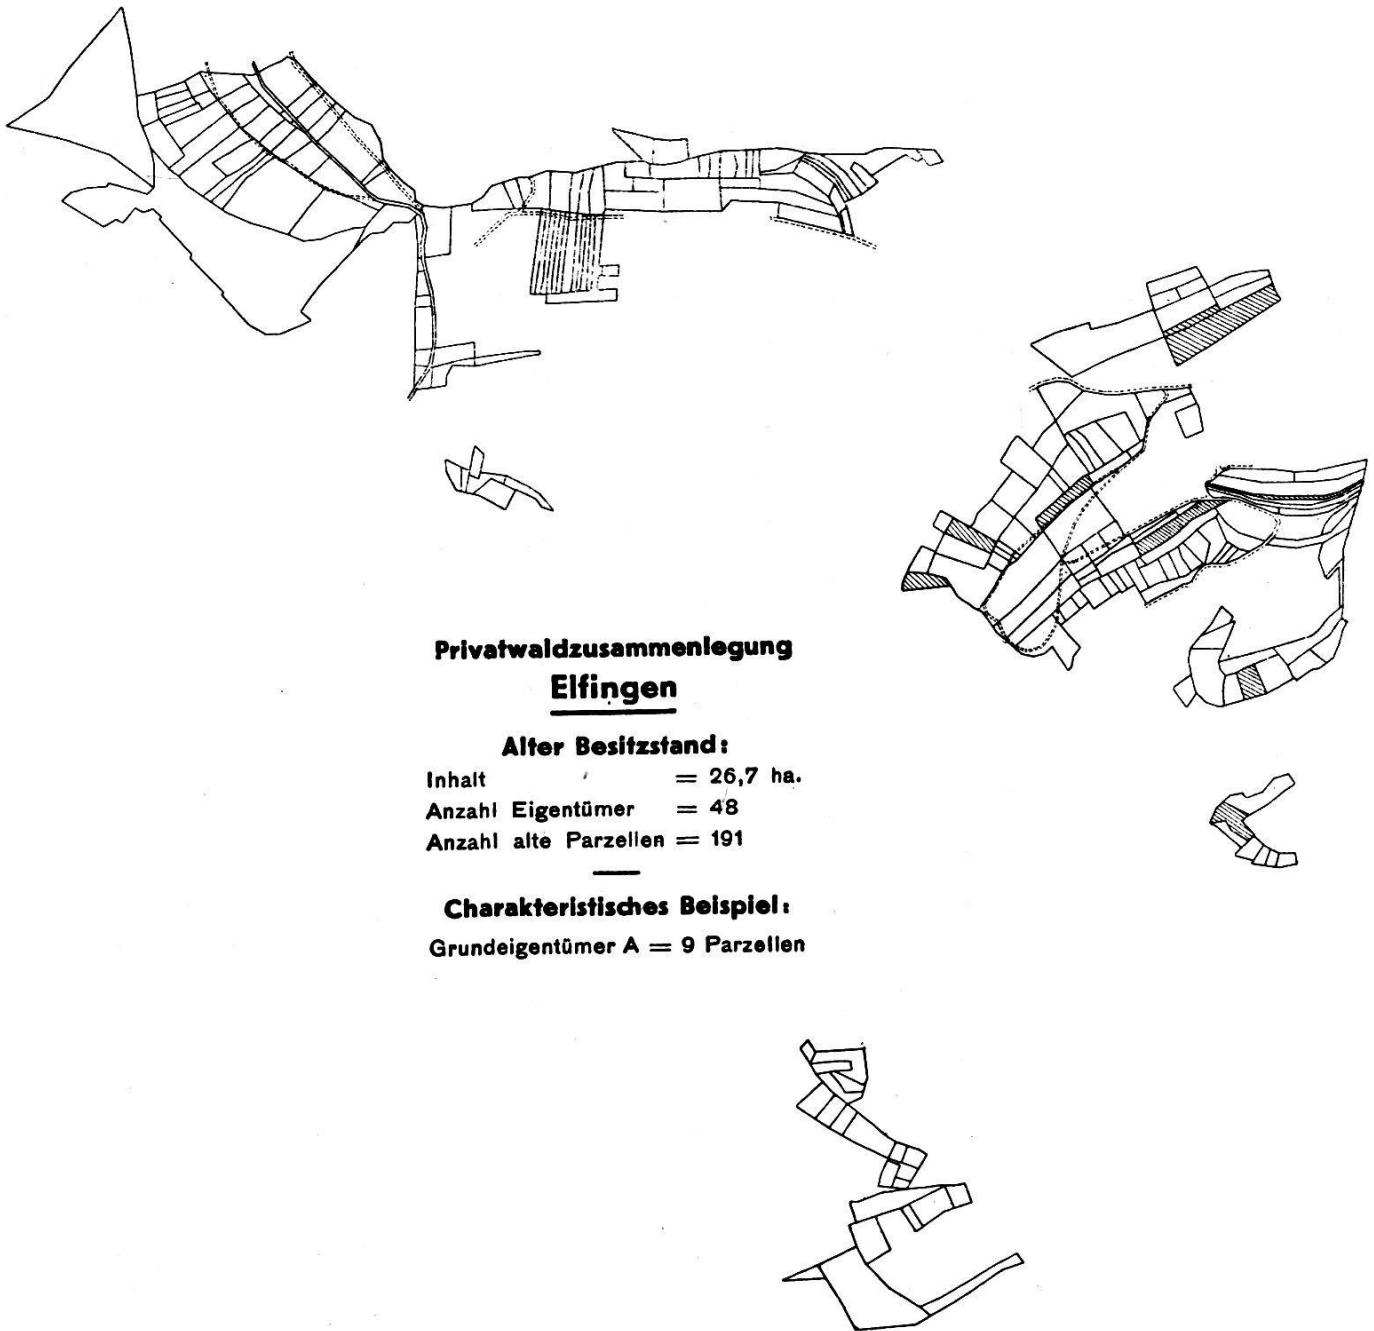 Privatwaldzusammenlegung
Elfingen
Alter Besitzstand:
Inhalt = 26,7 ha.
Anzahl Eigentümer = 48
Anzahl alte Parzellen = 191
Charakteristisches Beispiel:
Grundeigentümer A = 9 Parzellen